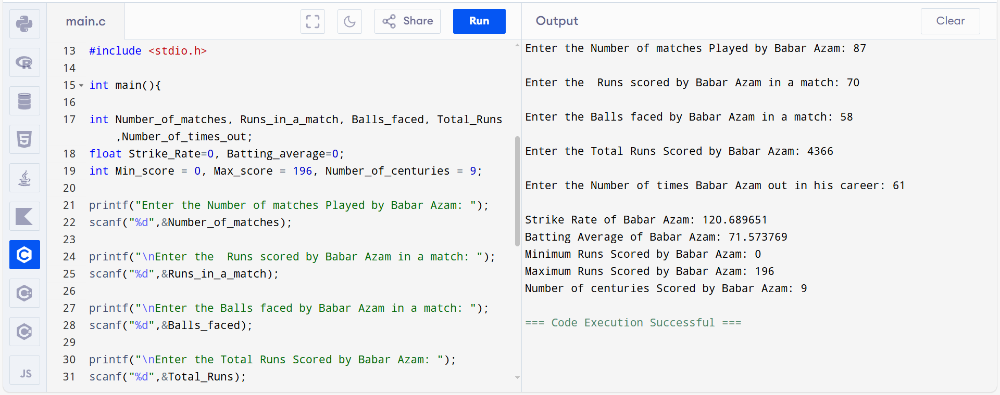 main.c
Share
Run
Output
Clear
13 #include <stdio.h>
14
15 int main(){
16
17 int Number_of_matches, Runs_in_a_match, Balls_faced, Total_Runs
,Number_of_times_out;
18 float Strike_Rate=0, Batting_average=0;
19 int Min_score = 0, Max_score = 196, Number_of_centuries = 9;
20
21 printf("Enter the Number of matches Played by Babar Azam: ");
22 scanf("%d",&Number_of_matches);
23
24 printf("\nEnter the  Runs scored by Babar Azam in a match: ");
25 scanf("%d",&Runs_in_a_match);
26
27 printf("\nEnter the Balls faced by Babar Azam in a match: ");
28 scanf("%d",&Balls_faced);
29
30 printf("\nEnter the Total Runs Scored by Babar Azam: ");
31 scanf("%d",&Total_Runs);
Enter the Number of matches Played by Babar Azam: 87
Enter the  Runs scored by Babar Azam in a match: 70
Enter the Balls faced by Babar Azam in a match: 58
Enter the Total Runs Scored by Babar Azam: 4366
Enter the Number of times Babar Azam out in his career: 61
Strike Rate of Babar Azam: 120.689651
Batting Average of Babar Azam: 71.573769
Minimum Runs Scored by Babar Azam: 0
Maximum Runs Scored by Babar Azam: 196
Number of centuries Scored by Babar Azam: 9
=== Code Execution Successful ===
R
5
C
C++
C#
JS